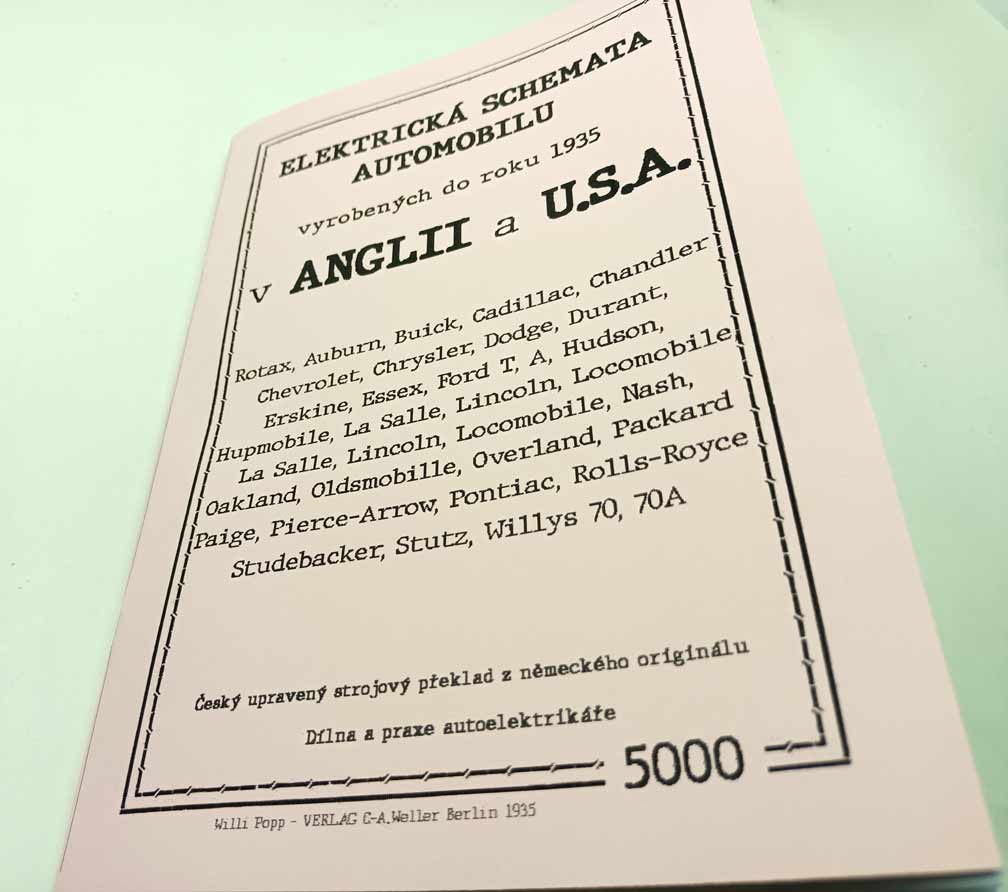 ELEKTRICKÁ SCHEMATA
AUTOMOBILU
vyrobených do roku 1935
v ANGLII a U.S.A.
Rotax, Auburn, Buick, Cadillac, Chandler
Chevrolet, Chrysler, Dodge, Durant,
Erskine, Essex, Ford T, A, Hudson,
Hupmobile, La Salle, Lincoln, Locomobile
La Salle, Lincoln, Locomobile, Nash,
Oakland, Oldsmobille, Overland, Packard
Paige, Pierce-Arrow, Pontiac, Rolls-Royce
Studebacker, Stutz, Willys 70, 70A
Český upravený strojový překlad z německého originálu
Dílna a praxe autoelektrikáře
5000
Willi Popp - VERLAG C-A.Weller Berlin 1935